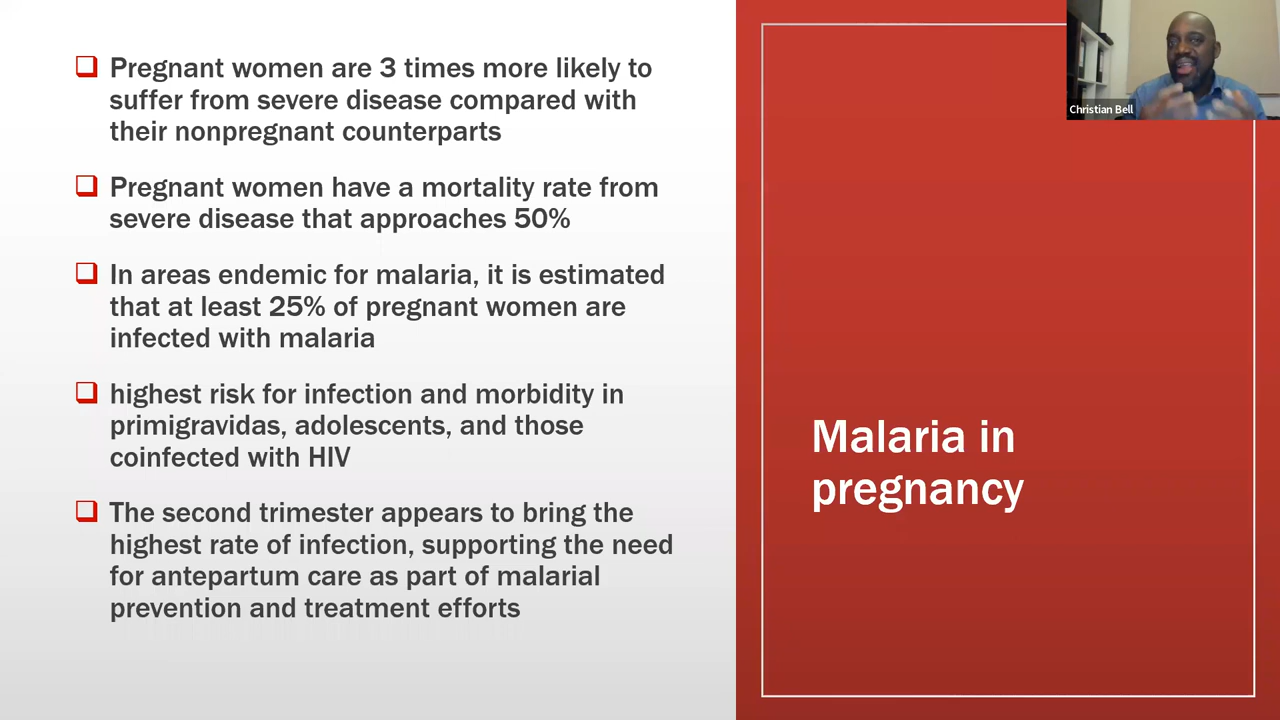 Pregnant women are 3 times more likely to
suffer from severe disease compared with
their nonpregnant counterparts
Pregnant women have a mortality rate from
severe disease that approaches 50%
In areas endemic for malaria, it is estimated
that at least 25% of pregnant women are
infected with malaria
highest risk for infection and morbidity in
primigravidas, adolescents, and those
coinfected with HIV
The second trimester appears to bring the
highest rate of infection, supporting the need
for antepartum care as part of malarial
prevention and treatment efforts
Malaria in
pregnancy
Christian Bell